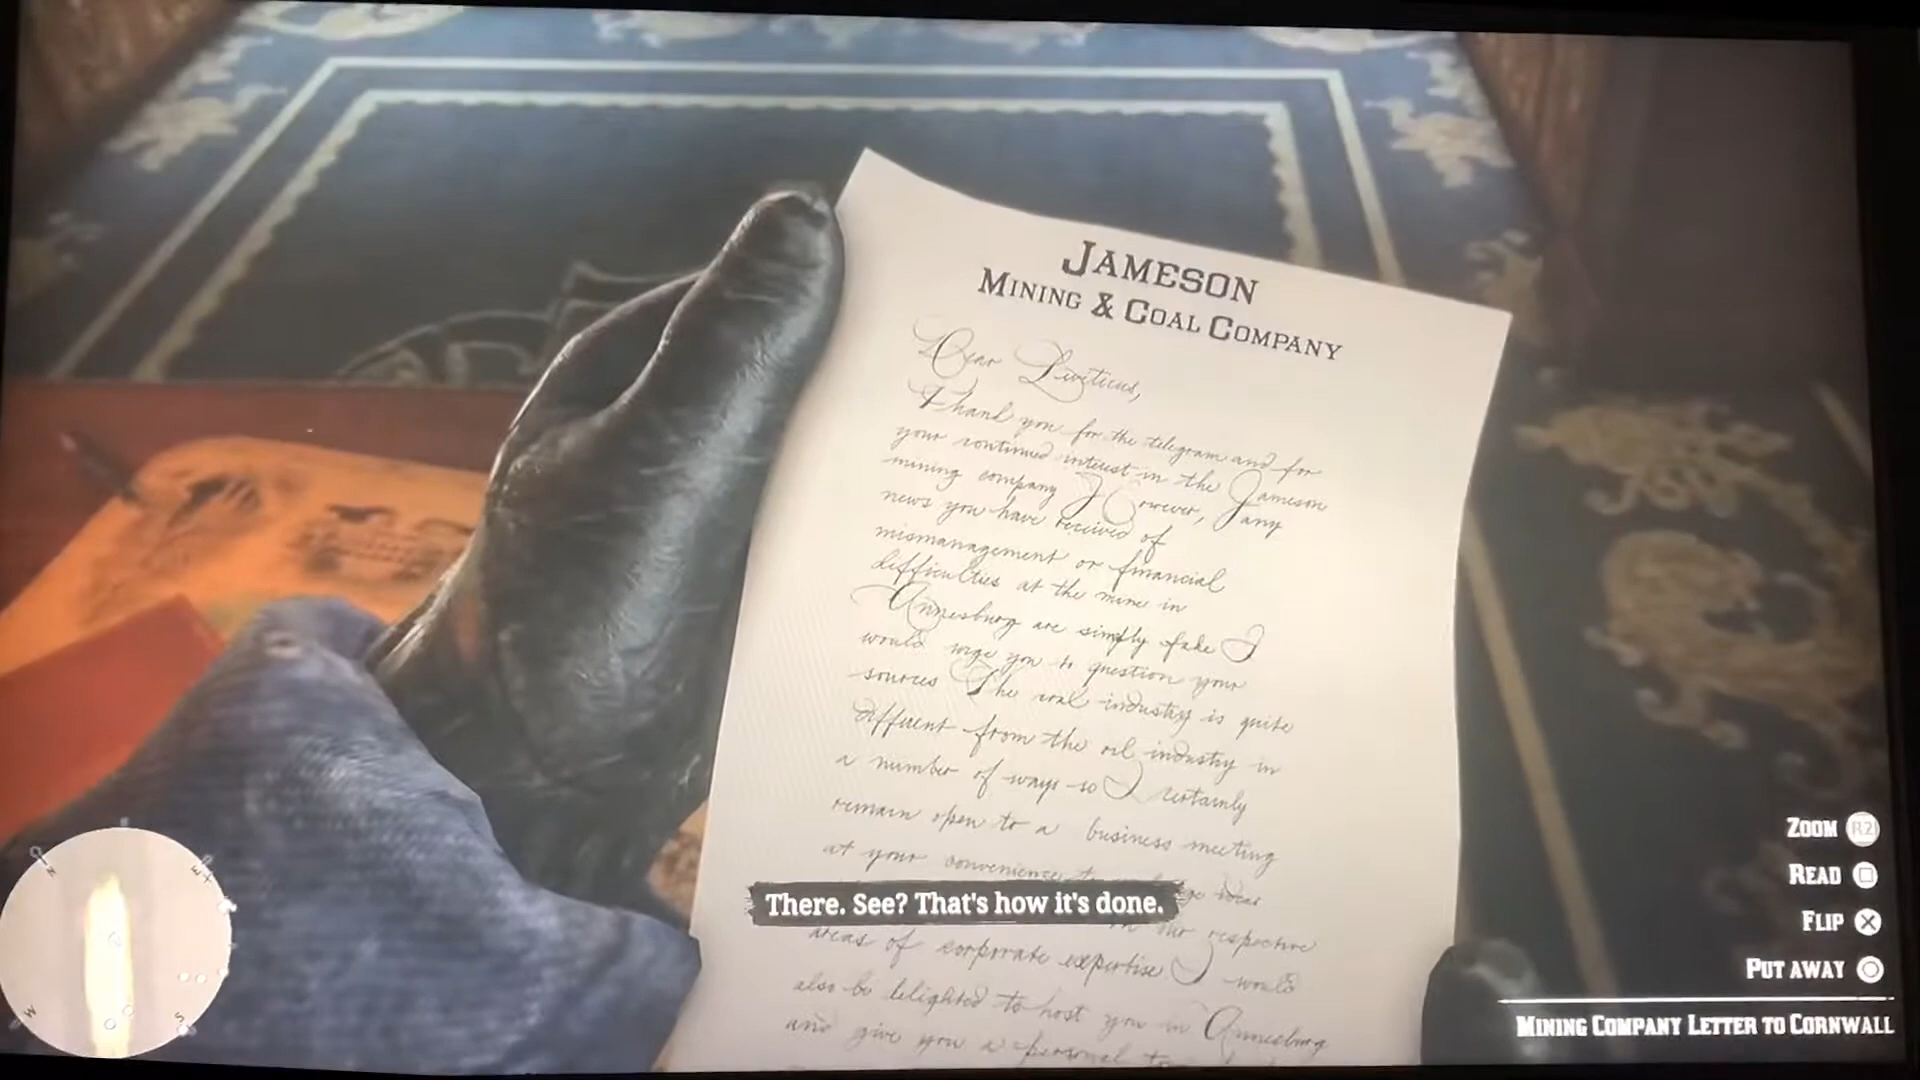 JAMESON
MINING & COAL COMPANY
Dear Leviticus,
Thank you for the telegram and for
your continued interest in the Jameson
mining company However, any
news you have received of
mismanagement or financial
difficulties at the mine in
Annesburg are simply fake I
would urge you to question your
sources The coal industry is quite
different from the oil industry in
a number of ways so I certainly
remain open to a business meeting
at your convenience to
ideas
There. See? That's how it's done.
our respective
areas of corporate expertise I would
also be delighted to host you in Annesburg
and give you a personal
ZOOM R2
READ
FLIP
PUT AWAY
MINING COMPANY LETTER TO CORNWALL
N
E
W
S